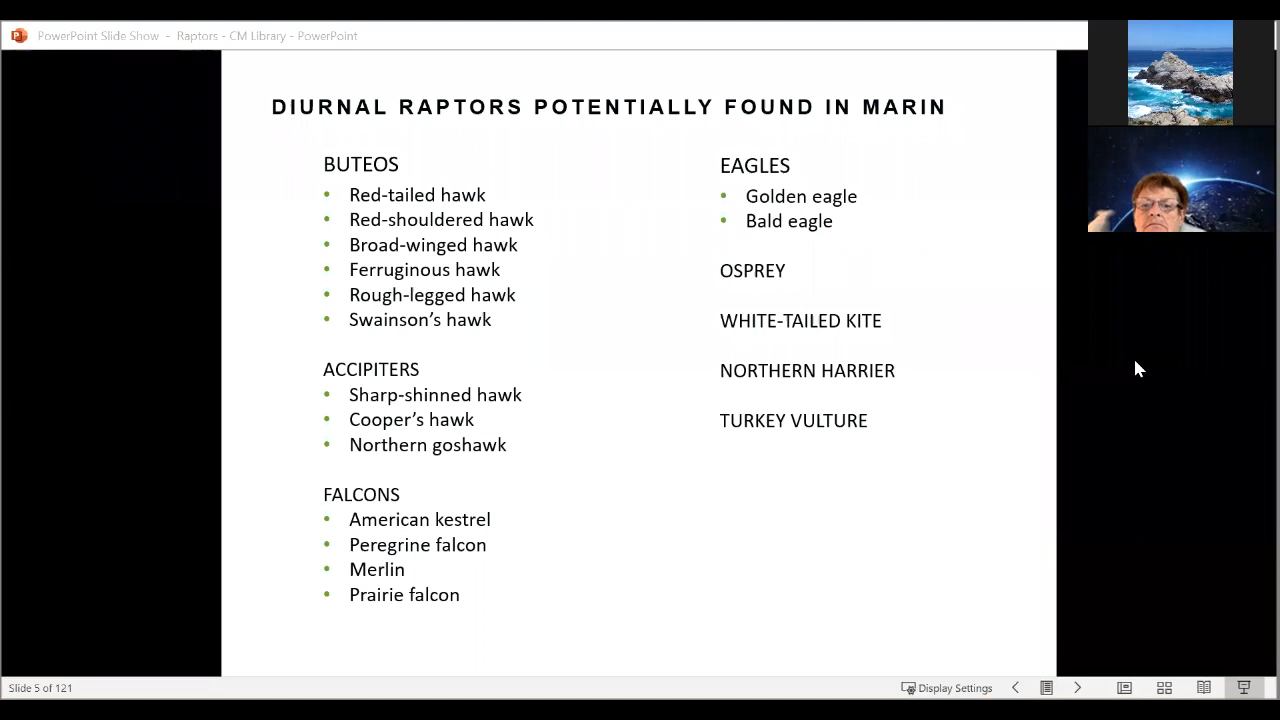 PowerPoint Slide Show - Raptors - CM Library - PowerPoint
DIURNAL RAPTORS POTENTIALLY FOUND IN MARIN
BUTEOS
• Red-tailed hawk
• Red-shouldered hawk
• Broad-winged hawk
• Ferruginous hawk
• Rough-legged hawk
• Swainson’s hawk
ACCIPITERS
• Sharp-shinned hawk
• Cooper’s hawk
• Northern goshawk
FALCONS
• American kestrel
• Peregrine falcon
• Merlin
• Prairie falcon
EAGLES
• Golden eagle
• Bald eagle
OSPREY
WHITE-TAILED KITE
NORTHERN HARRIER
TURKEY VULTURE
Slide 5 of 121
Display Settings